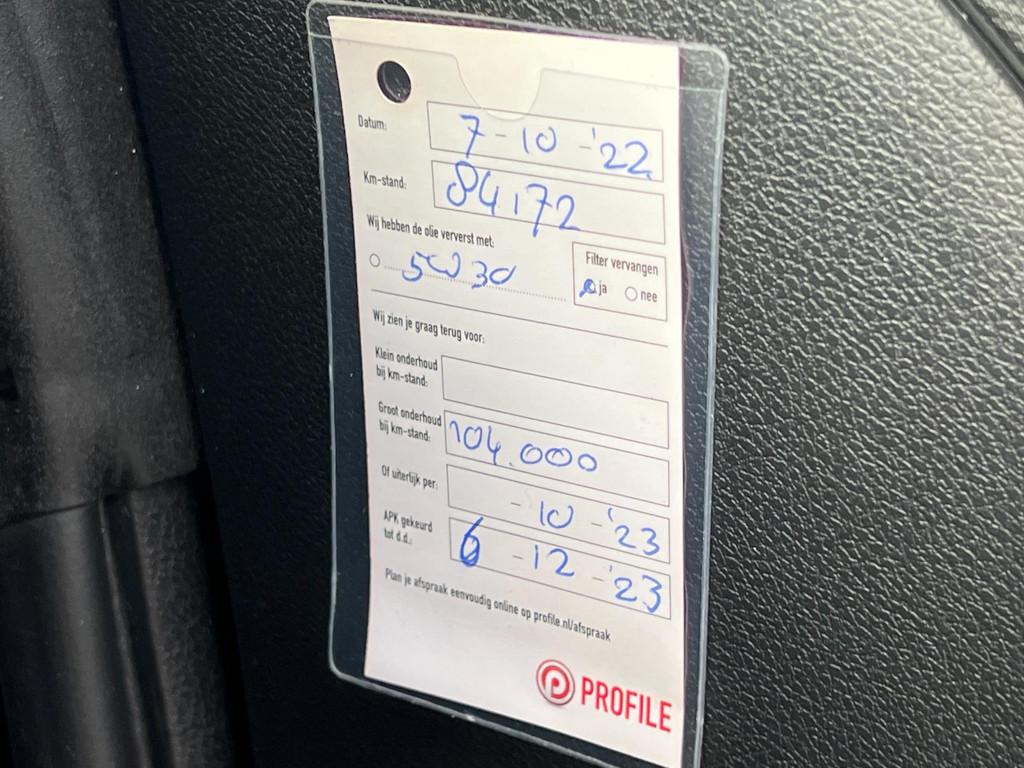 Datum: 7-10-'22
Km-stand: 84172
Wij hebben de olie ververst met:
5W30
Filter vervangen
ja nee
Wij zien je graag terug voor:
Klein onderhoud
bij km-stand:
Groot onderhoud
bij km-stand: 104.000
Of uiterlijk per: -10-'23
APK gekeurd
tot d.d.: 6-12-'23
Plan je afspraak eenvoudig online op profile.nl/afspraak
PROFILE